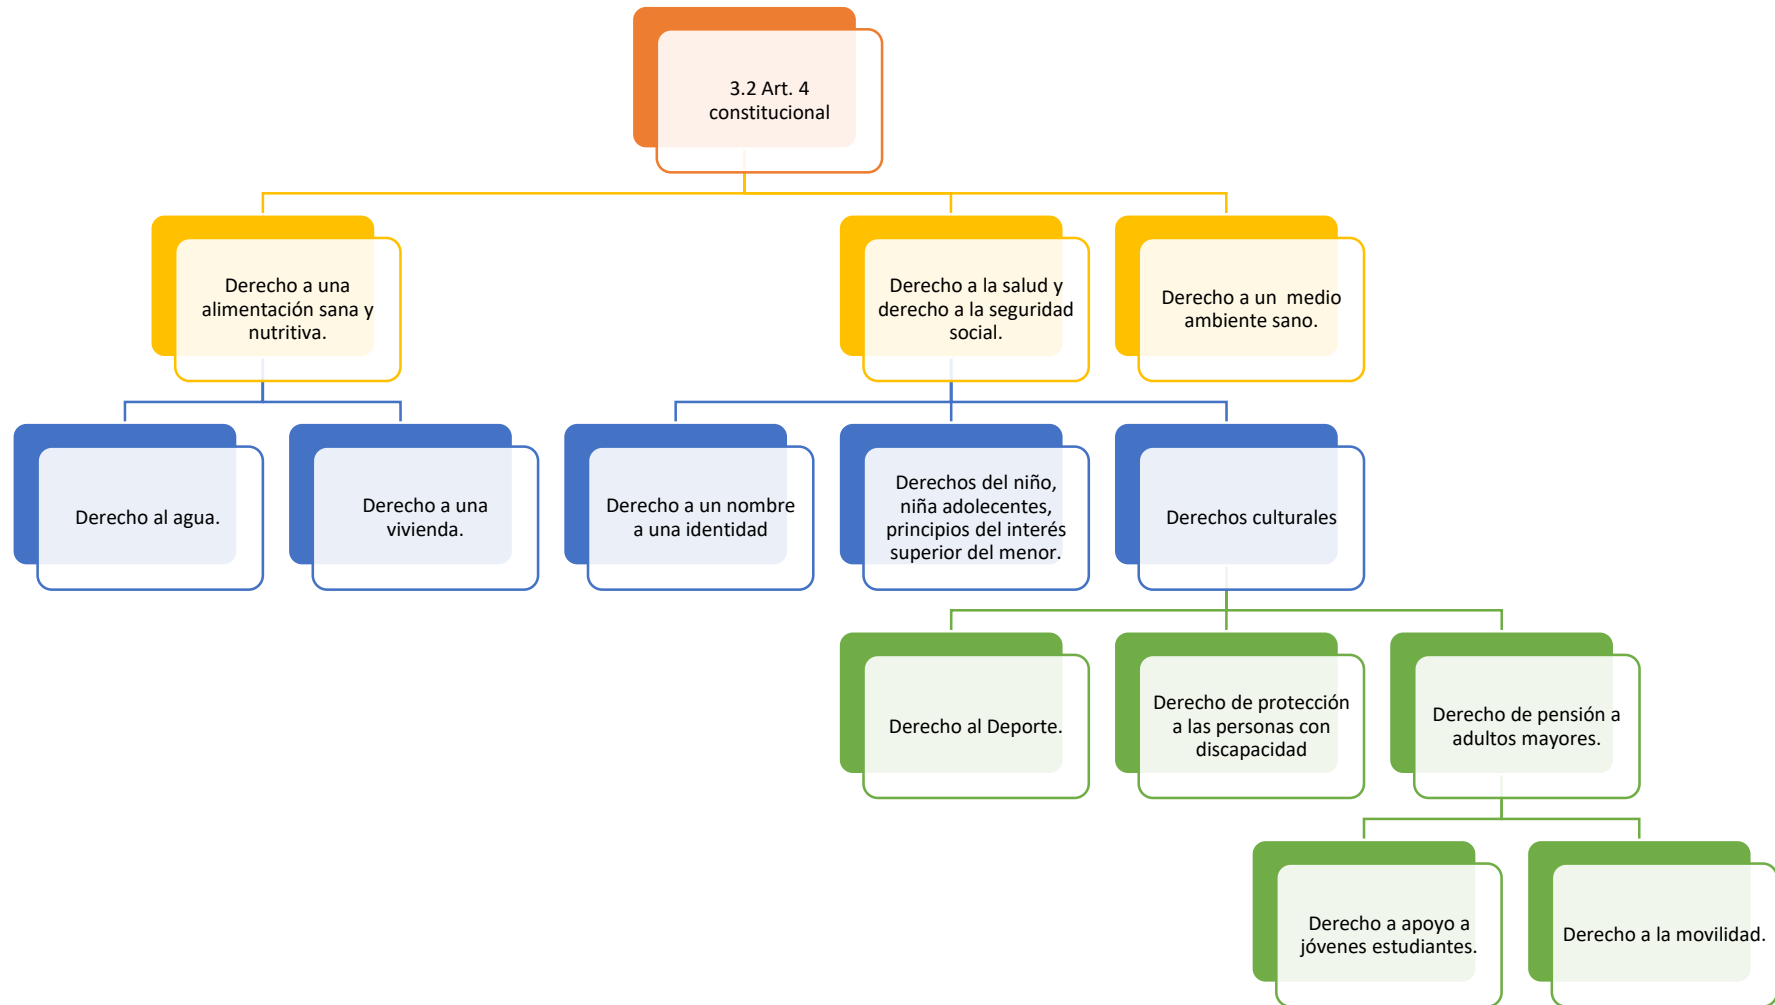 3.2 Art. 4
constitucional
Derecho a una
alimentación sana y
nutritiva.
Derecho a la salud y
derecho a la seguridad
social.
Derecho a un  medio
ambiente sano.
Derecho al agua.
Derecho a una
vivienda.
Derecho a un nombre
a una identidad
Derechos del niño,
niña adolecentes,
principios del interés
superior del menor.
Derechos culturales
Derecho al Deporte.
Derecho de protección
a las personas con
discapacidad
Derecho de pensión a
adultos mayores.
Derecho a apoyo a
jóvenes estudiantes.
Derecho a la movilidad.